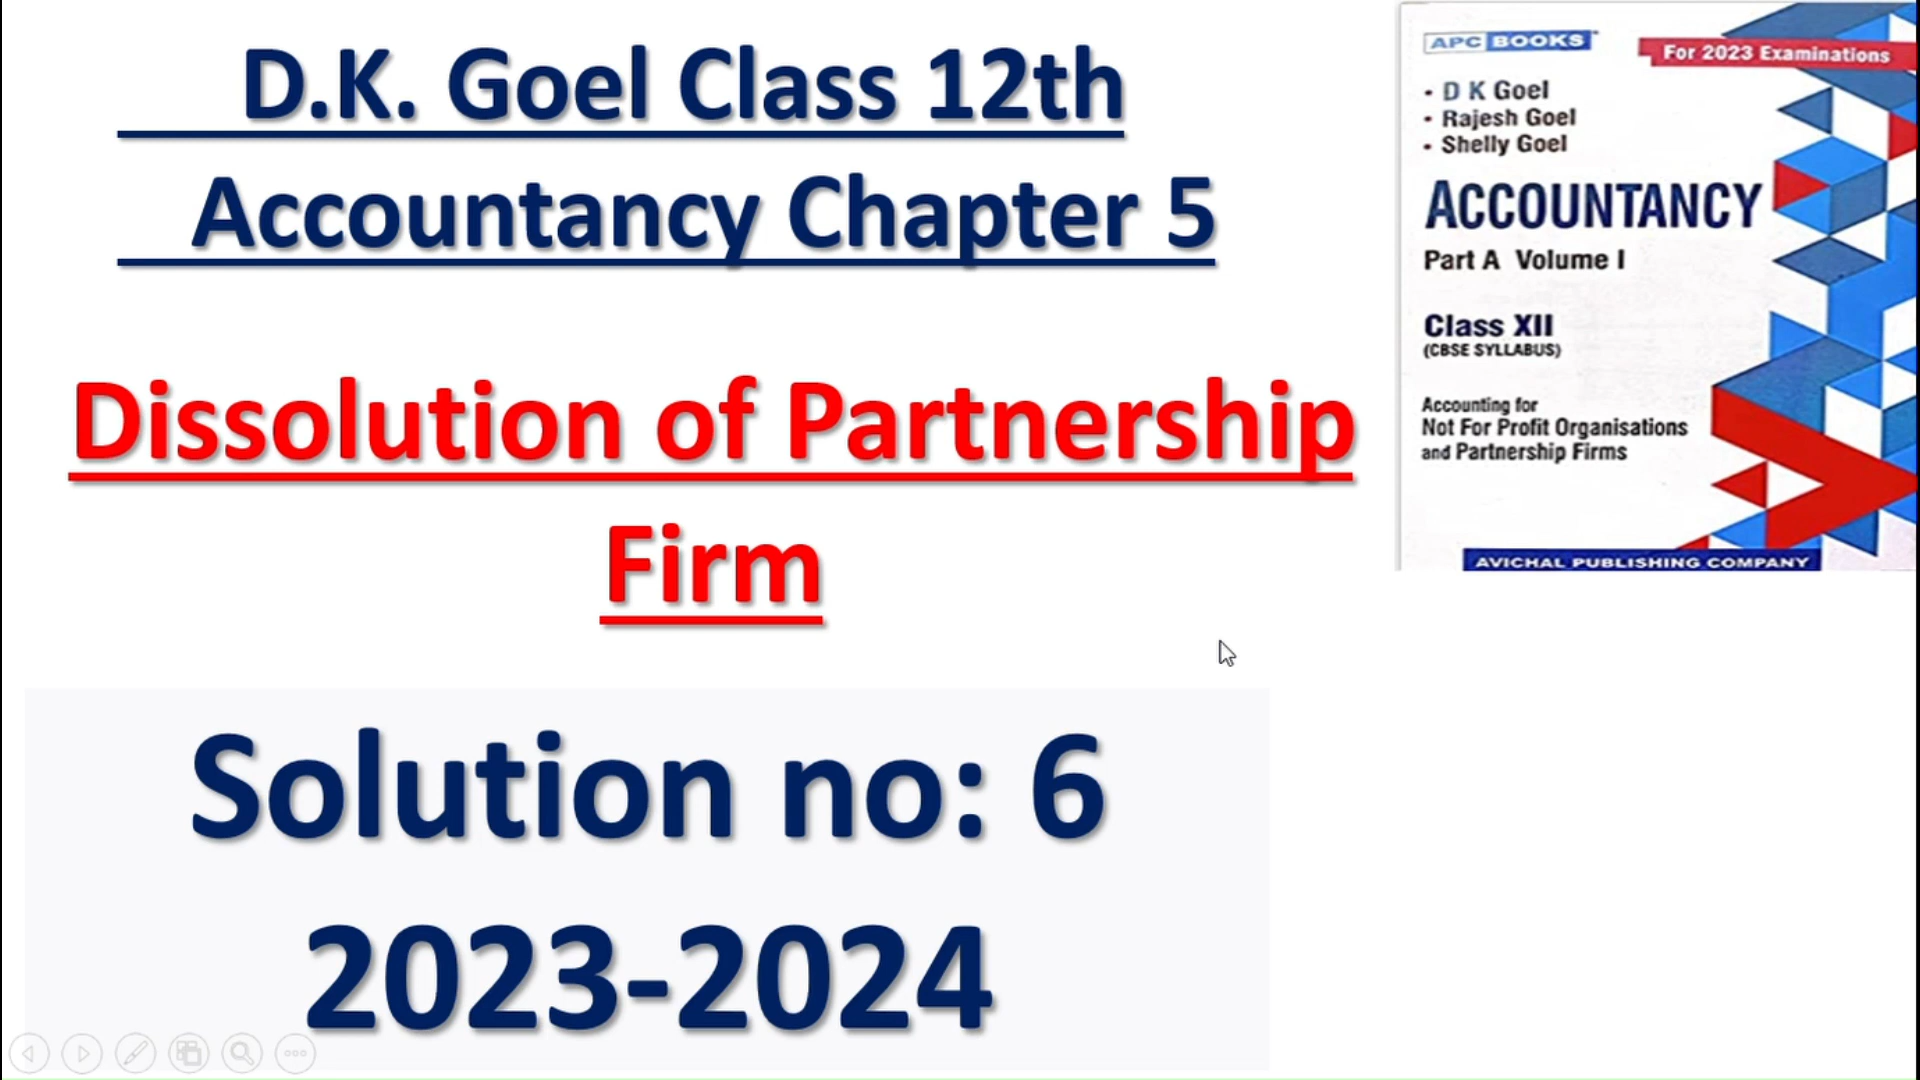 D.K. Goel Class 12th
Accountancy Chapter 5
Dissolution of Partnership
Firm
Solution no: 6
2023-2024
APC BOOKS
For 2023 Examinations
• D K Goel
• Rajesh Goel
• Shelly Goel
ACCOUNTANCY
Part A Volume I
Class XII
(CBSE SYLLABUS)
Accounting for
Not For Profit Organisations
and Partnership Firms
AVICHAL PUBLISHING COMPANY